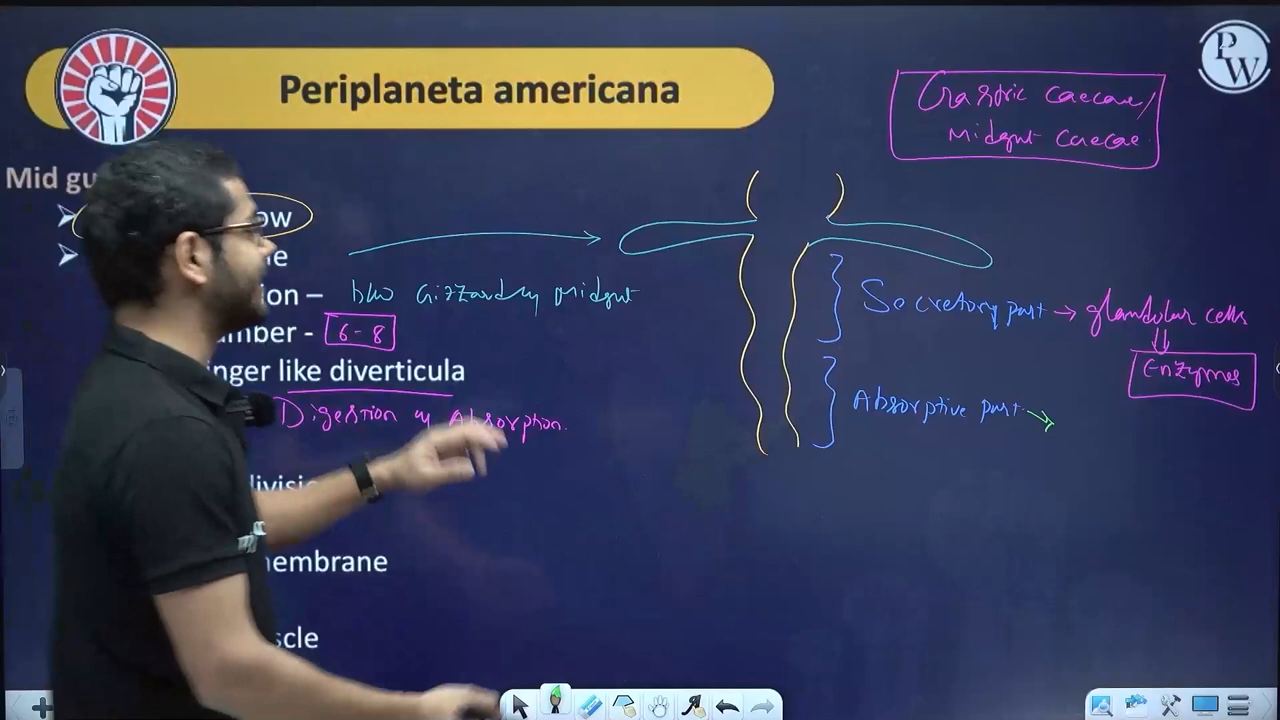 Periplaneta americana
PW
Gastric caecae/
Midgut caecae
Mid gu
ow
e
ion – b/w Gizzard & Midgut
mber - 6-8
inger like diverticula
Digestion & Absorption.
divisi
membrane
scle
Secretory part → glandular cells
Enzymes
Absorptive part →